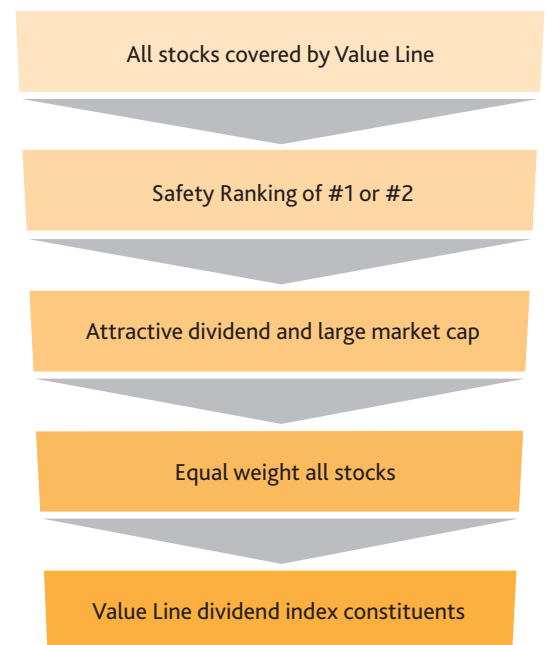 All stocks covered by Value Line
Safety Ranking of #1 or #2
Attractive dividend and large market cap
Equal weight all stocks
Value Line dividend index constituents